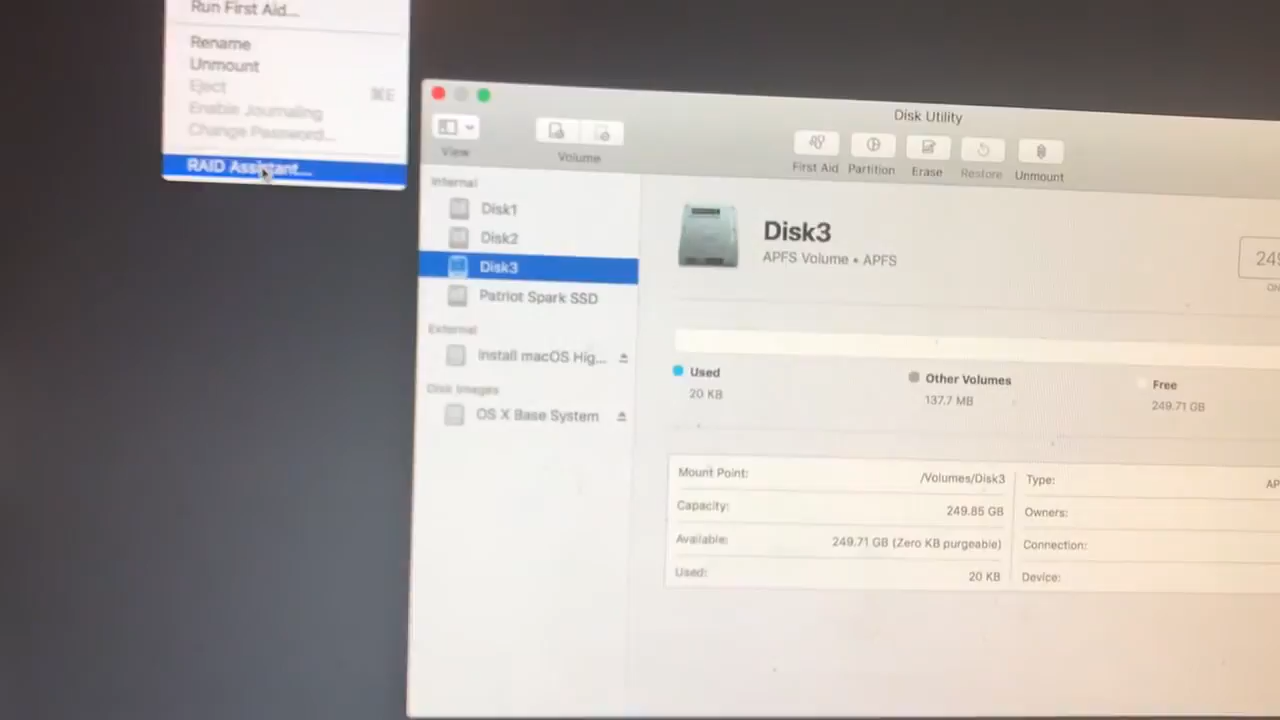 Run First Aid...
Rename
Unmount
Eject ⌘E
Enable Journaling
Change Password...
RAID Assistant...
Disk Utility
View
Volume
First Aid
Partition
Erase
Restore
Unmount
Internal
Disk1
Disk2
Disk3
Patriot Spark SSD
External
Install macOS Hig...
Disk Images
OS X Base System
Disk3
APFS Volume • APFS
249
ON
Used
20 KB
Other Volumes
137.7 MB
Free
249.71 GB
Mount Point: /Volumes/Disk3
Capacity: 249.85 GB
Available: 249.71 GB (Zero KB purgeable)
Used: 20 KB
Type: AP
Owners:
Connection:
Device: